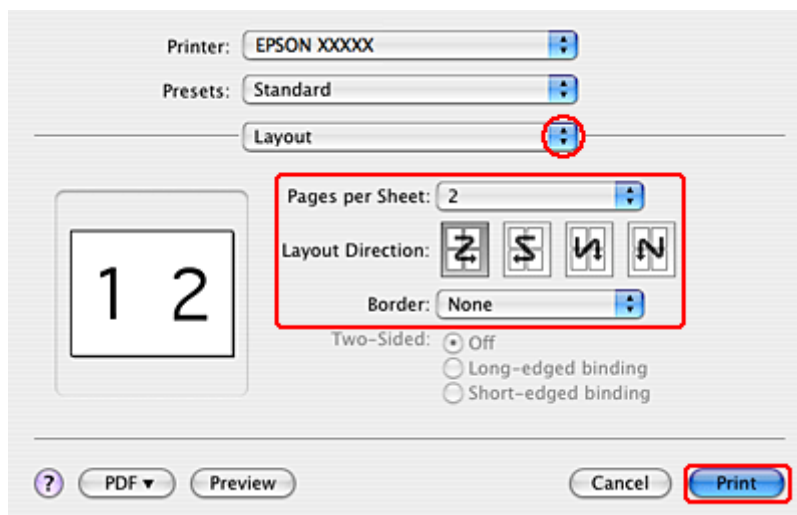 Printer: EPSON XXXXX
Presets: Standard
Layout
Pages per Sheet: 2
Layout Direction:
Border: None
1 2
Two-Sided: Off
Long-edged binding
Short-edged binding
? PDF▼ Preview Cancel Print